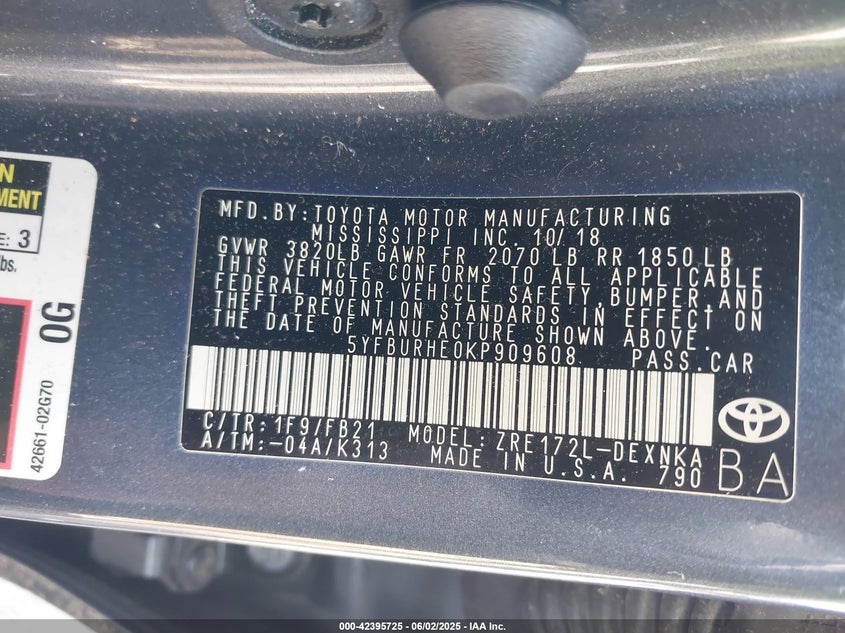 N
MENT
E: 3
lbs.
0G
42661-02G70
MFD.BY:TOYOTA MOTOR MANUFACTURING
MISSISSIPPI INC. 10/18
GVWR 3820LB GAWR FR 2070 LB RR 1850 LB
THIS VEHICLE CONFORMS TO ALL APPLICABLE
FEDERAL MOTOR VEHICLE SAFETY,BUMPER,AND
THEFT PREVENTION STANDARDS IN EFFECT ON
THE DATE OF MANUFACTURE SHOWN ABOVE.
5YFBURHE0KP909608 PASS.CAR
C/TR:1F9/FB21 MODEL:ZRE172L-DEXNKA
A/TM:-04A/K313 MADE IN U.S.A. 790
BA
000-42395725 - 06/02/2025 - IAA Inc.